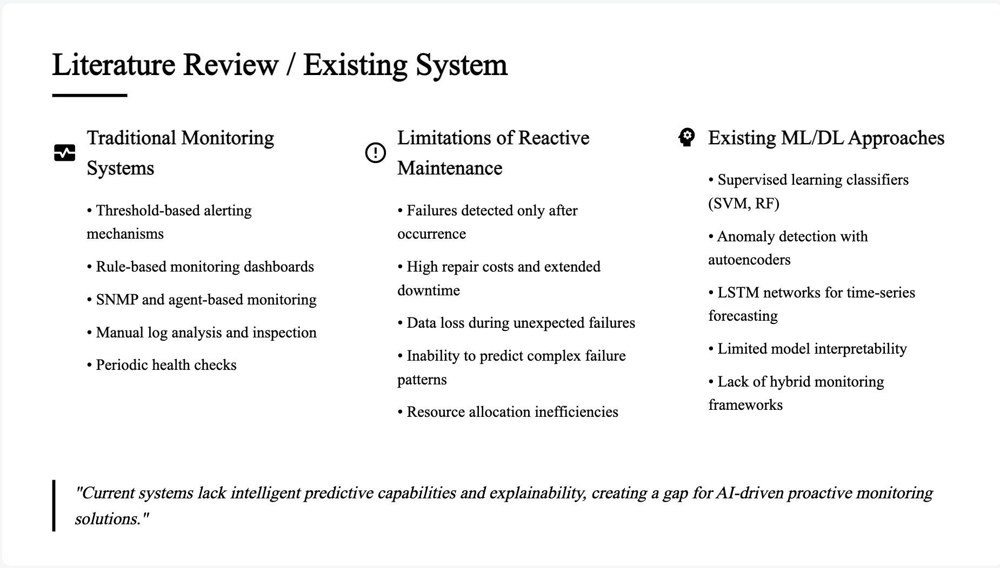 Literature Review / Existing System
Traditional Monitoring
Systems
• Threshold-based alerting
mechanisms
• Rule-based monitoring dashboards
• SNMP and agent-based monitoring
• Manual log analysis and inspection
• Periodic health checks
Limitations of Reactive
Maintenance
• Failures detected only after
occurrence
• High repair costs and extended
downtime
• Data loss during unexpected failures
• Inability to predict complex failure
patterns
• Resource allocation inefficiencies
Existing ML/DL Approaches
• Supervised learning classifiers
(SVM, RF)
• Anomaly detection with
autoencoders
• LSTM networks for time-series
forecasting
• Limited model interpretability
• Lack of hybrid monitoring
frameworks
"Current systems lack intelligent predictive capabilities and explainability, creating a gap for AI-driven proactive monitoring
solutions."